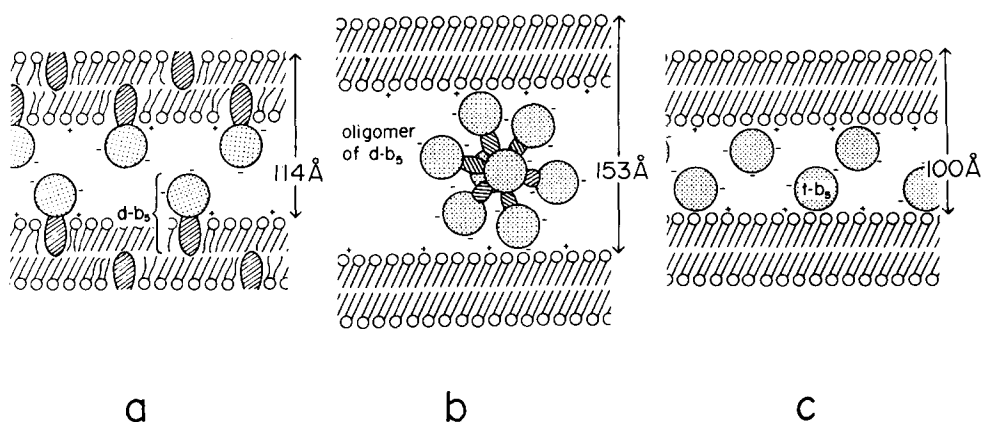 d-b₅
114Å
oligomer
of d-b₅
153Å
t-b₅
100Å
a
b
c